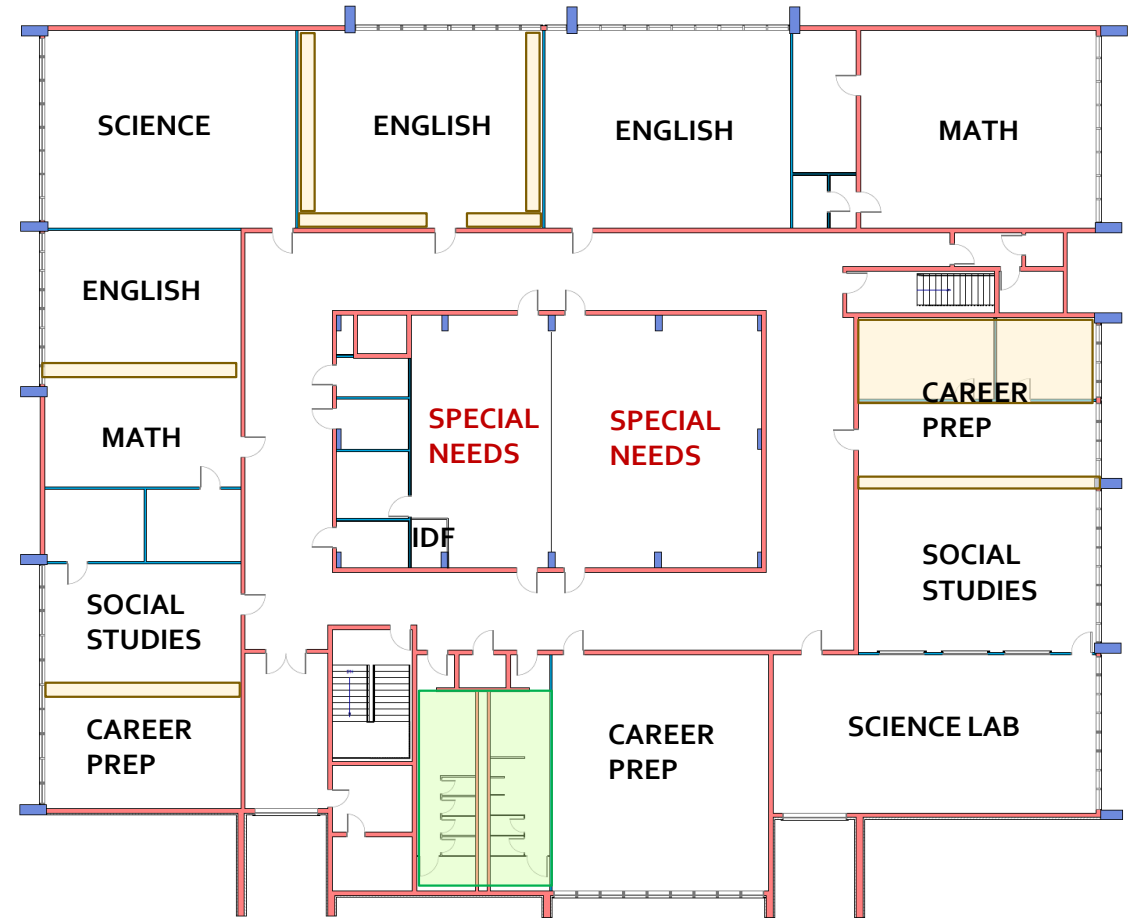 SCIENCE
ENGLISH
ENGLISH
MATH
ENGLISH
MATH
SPECIAL
NEEDS
SPECIAL
NEEDS
CAREER
PREP
IDF
SOCIAL
STUDIES
SOCIAL
STUDIES
CAREER
PREP
CAREER
PREP
SCIENCE LAB